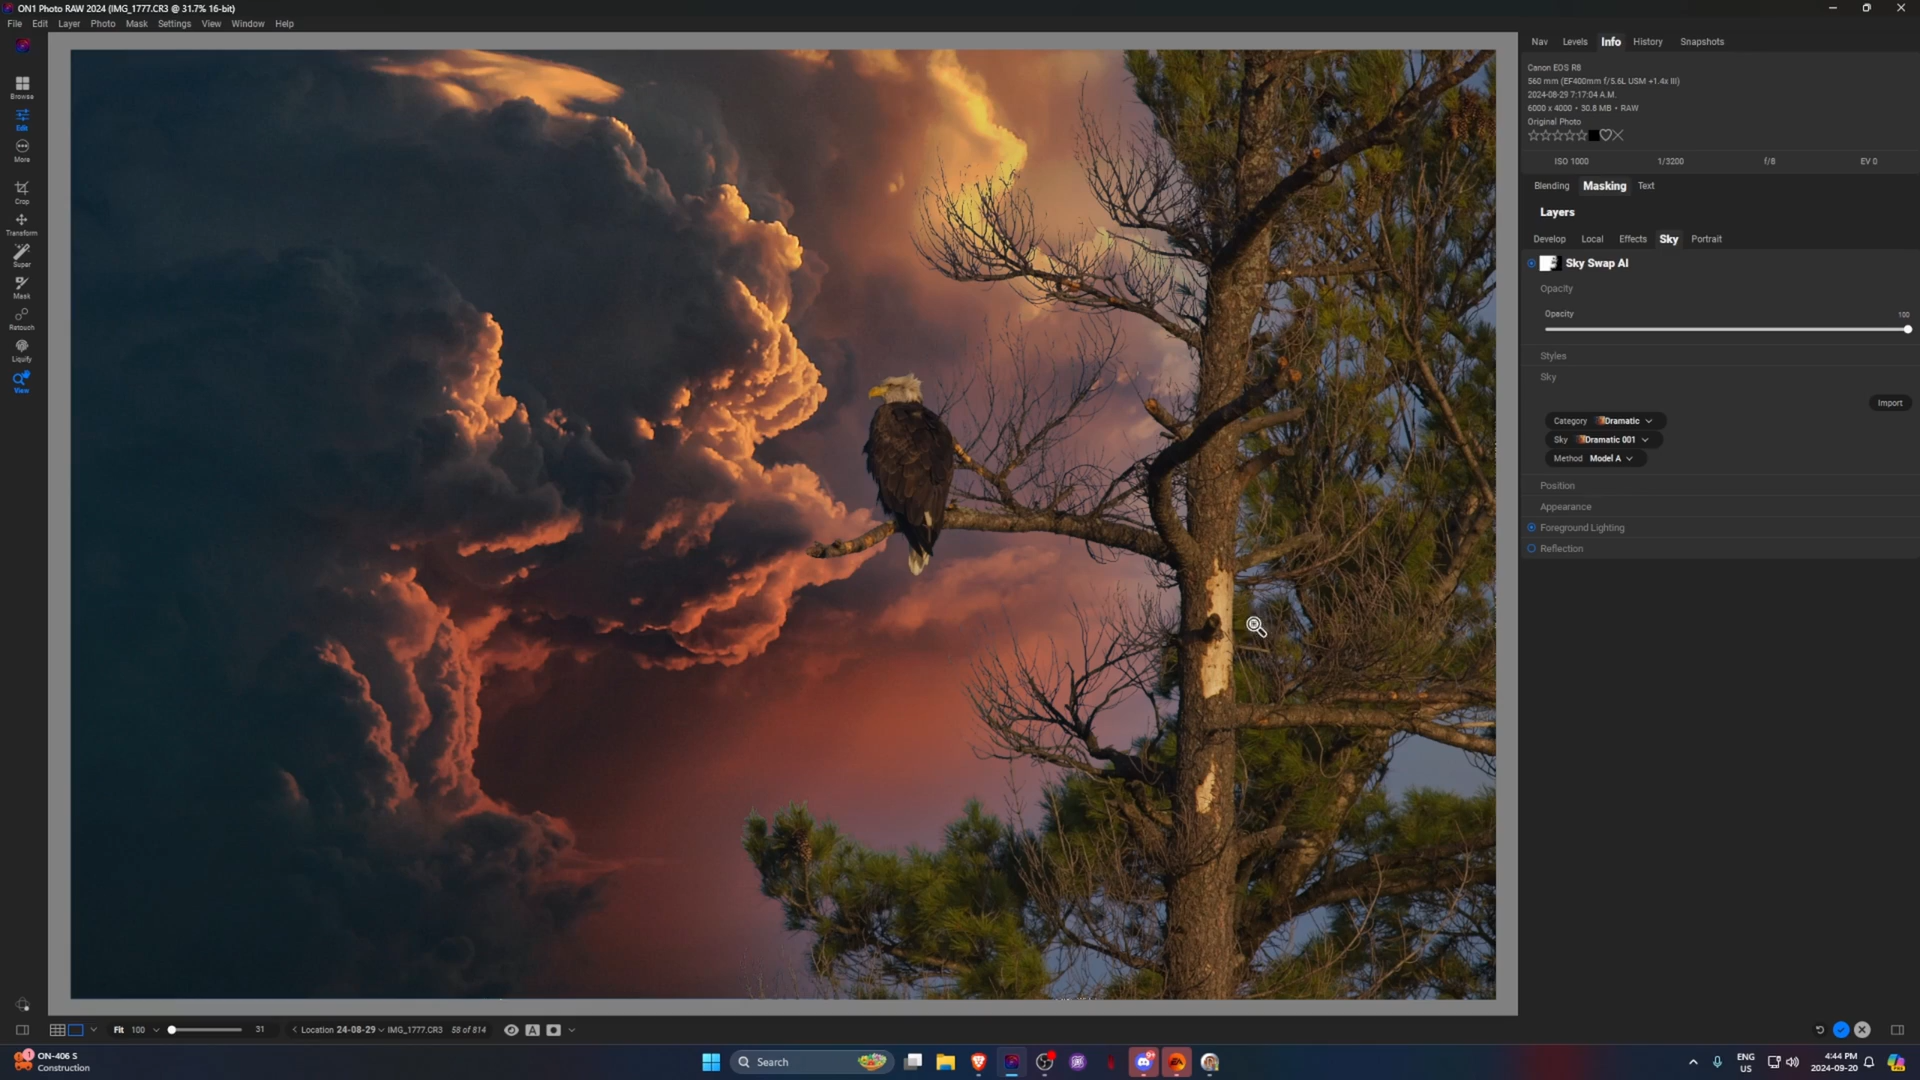 ON1 Photo RAW 2024 (IMG_1777.CR3 @ 31.7% 16-bit)
File Edit Layer Photo Mask Settings View Window Help
Browse
Edit
More
Crop
Transform
Super
Mask
Retouch
Liquify
View
Nav Levels Info History Snapshots
Canon EOS R8
560 mm (EF400mm f/5.6L USM +1.4x III)
2024-08-29 7:17:04 A.M.
6000 x 4000 • 30.8 MB • RAW
Original Photo
ISO 1000 1/3200 f/8 EV 0
Blending Masking Text
Layers
Develop Local Effects Sky Portrait
Sky Swap AI
Opacity
Opacity 100
Styles
Sky
Import
Category Dramatic
Sky Dramatic 001
Method Model A
Position
Appearance
Foreground Lighting
Reflection
Fit 100 31 Location 24-08-29 IMG_1777.CR3 58 of 814 A
ON-406 S
Construction
Search
ENG
US
4:44 PM
2024-09-20